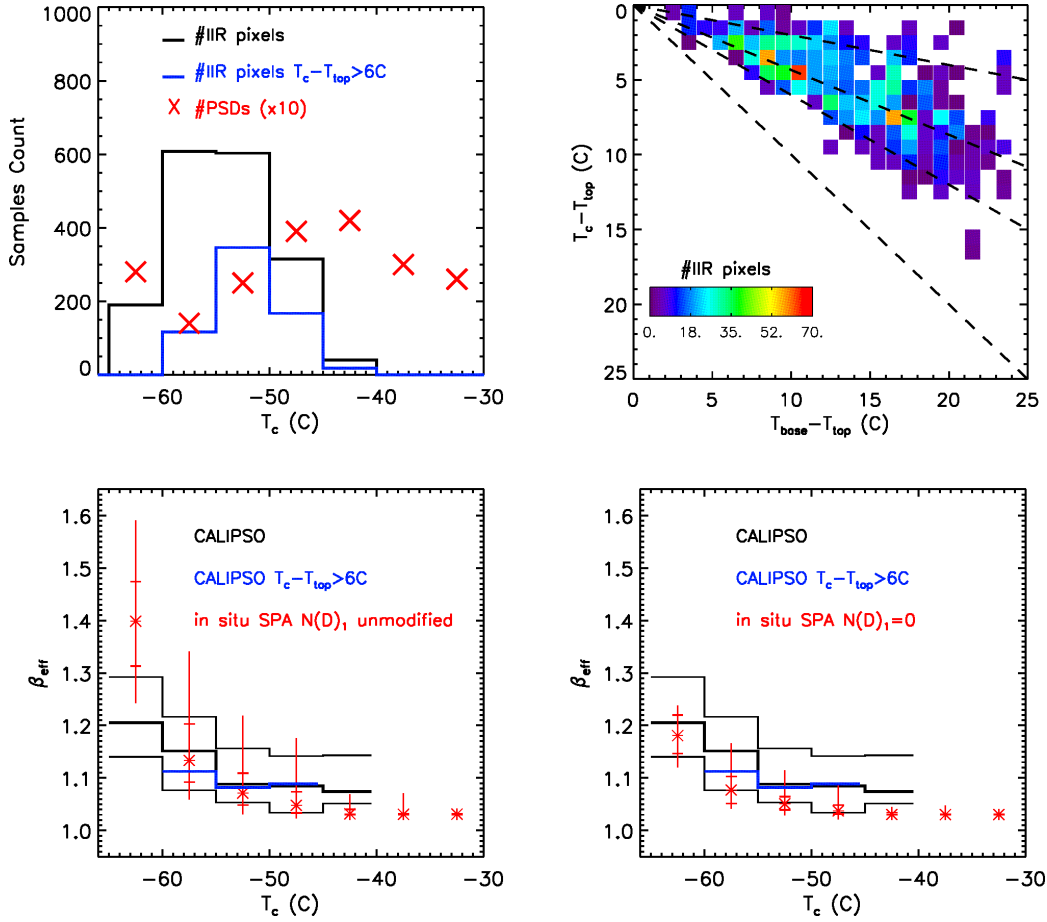 1000
800
600
400
200
0
Samples Count
#IIR pixels
#IIR pixels Tc−Ttop>6C
#PSDs (x10)
−60 −50 −40 −30
Tc (C)
0
5
10
15
20
25
Tc−Ttop (C)
#IIR pixels
0. 18. 35. 52. 70.
0 5 10 15 20 25
Tbase−Ttop (C)
1.6
1.5
1.4
1.3
1.2
1.1
1.0
βeff
CALIPSO
CALIPSO Tc−Ttop>6C
in situ SPA N(D)1 unmodified
−60 −50 −40 −30
Tc (C)
1.6
1.5
1.4
1.3
1.2
1.1
1.0
βeff
CALIPSO
CALIPSO Tc−Ttop>6C
in situ SPA N(D)1=0
−60 −50 −40 −30
Tc (C)